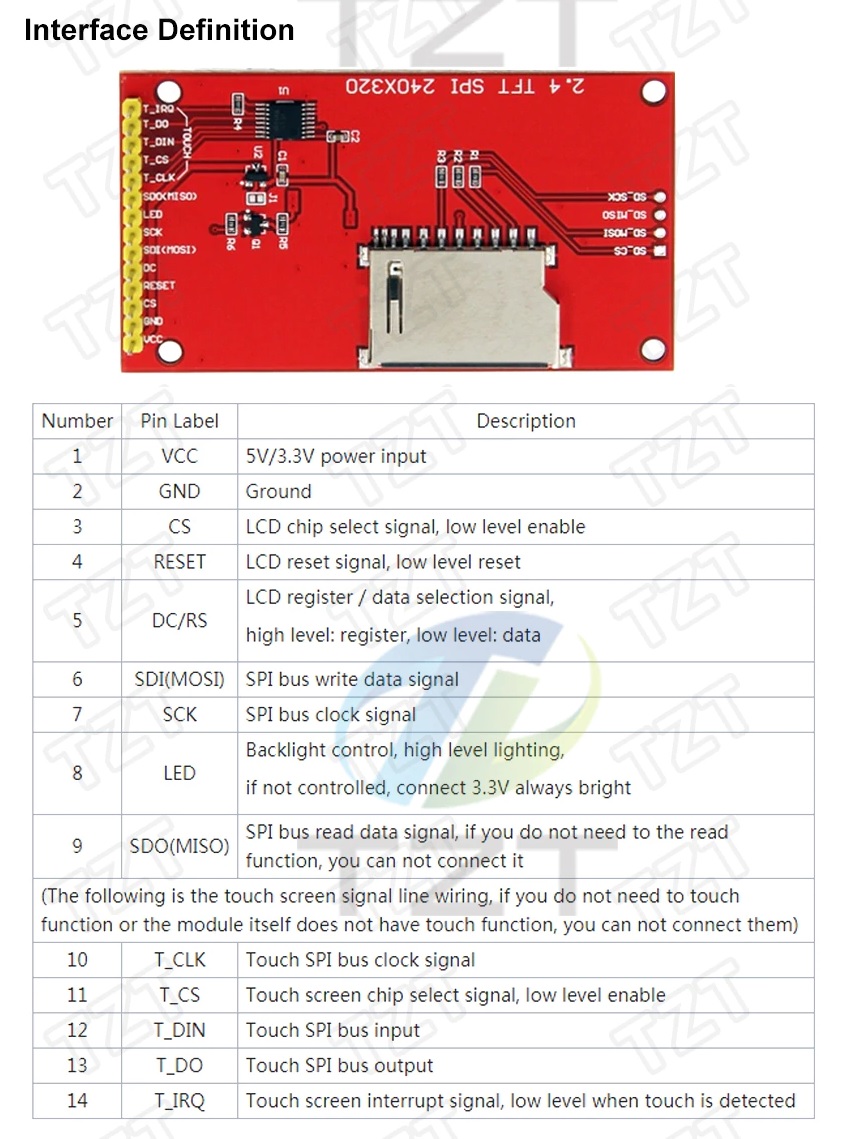 Interface Definition
TZT
2.4 TFT SPI 240X320
T_IRQ
T_DO
T_DIN
T_CS
T_CLK
TOUCH
SDO(MISO)
LED
SCK
SDI(MOSI)
DC
RESET
CS
GND
VCC
R4
U1
C2
U2
C1
J1
R6
Q1
R5
R3
R2
R1
SD_SCK
SD_MISO
SD_MOSI
SD_CS
Number Pin Label Description
1 VCC 5V/3.3V power input
2 GND Ground
3 CS LCD chip select signal, low level enable
4 RESET LCD reset signal, low level reset
5 DC/RS LCD register / data selection signal,
high level: register, low level: data
6 SDI(MOSI) SPI bus write data signal
7 SCK SPI bus clock signal
8 LED Backlight control, high level lighting,
if not controlled, connect 3.3V always bright
9 SDO(MISO) SPI bus read data signal, if you do not need to the read
function, you can not connect it
(The following is the touch screen signal line wiring, if you do not need to touch
function or the module itself does not have touch function, you can not connect them)
10 T_CLK Touch SPI bus clock signal
11 T_CS Touch screen chip select signal, low level enable
12 T_DIN Touch SPI bus input
13 T_DO Touch SPI bus output
14 T_IRQ Touch screen interrupt signal, low level when touch is detected
TZT